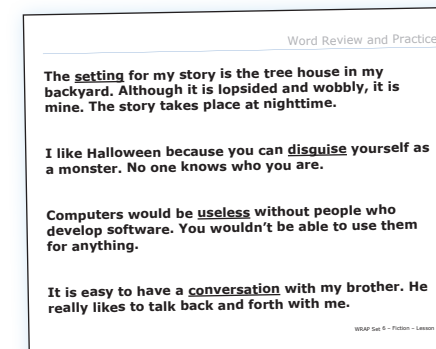 Word Review and Practice
The setting for my story is the tree house in my
backyard. Although it is lopsided and wobbly, it is
mine. The story takes place at nighttime.
I like Halloween because you can disguise yourself as
a monster. No one knows who you are.
Computers would be useless without people who
develop software. You wouldn't be able to use them
for anything.
It is easy to have a conversation with my brother. He
really likes to talk back and forth with me.
WRAP Set 6 – Fiction – Lesson